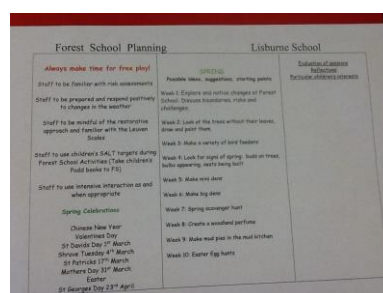 Forest School Planning
Lisburne School
Always make time for free play!
Staff to be familiar with risk assessments
Staff to be prepared and respond positively
to changes in the weather
Staff to be mindful of the restorative
approach and familiar with the Leuven
Scales
Staff to use children's SALT targets during
Forest School Activities (Take children's
Podd books to FS)
Staff to use intensive interaction as and
when appropriate
Spring Celebrations
Chinese New Year
Valentines Day
St Davids Day 1st March
Shrove Tuesday 4th March
St Patricks 17th March
Mothers Day 31st March
Easter
St Georges Day 23rd April
SPRING
Possible ideas, suggestions, starting points
Week 1: Explore and notice changes at Forest
School. Discuss boundaries, risks and
challenges.
Week 2: Look at the trees without their leaves,
draw and paint them.
Week 3: Make a variety of bird feeders
Week 4: Look for signs of spring: buds on trees,
bulbs appearing, nests being built
Week 5: Make mini dens
Week 6: Make big dens
Week 7: Spring scavenger hunt
Week 8: Create a woodland perfume
Week 9: Make mud pies in the mud kitchen
Week 10: Easter Egg hunts
Evaluation of sessions
Reflections
Particular children's interests